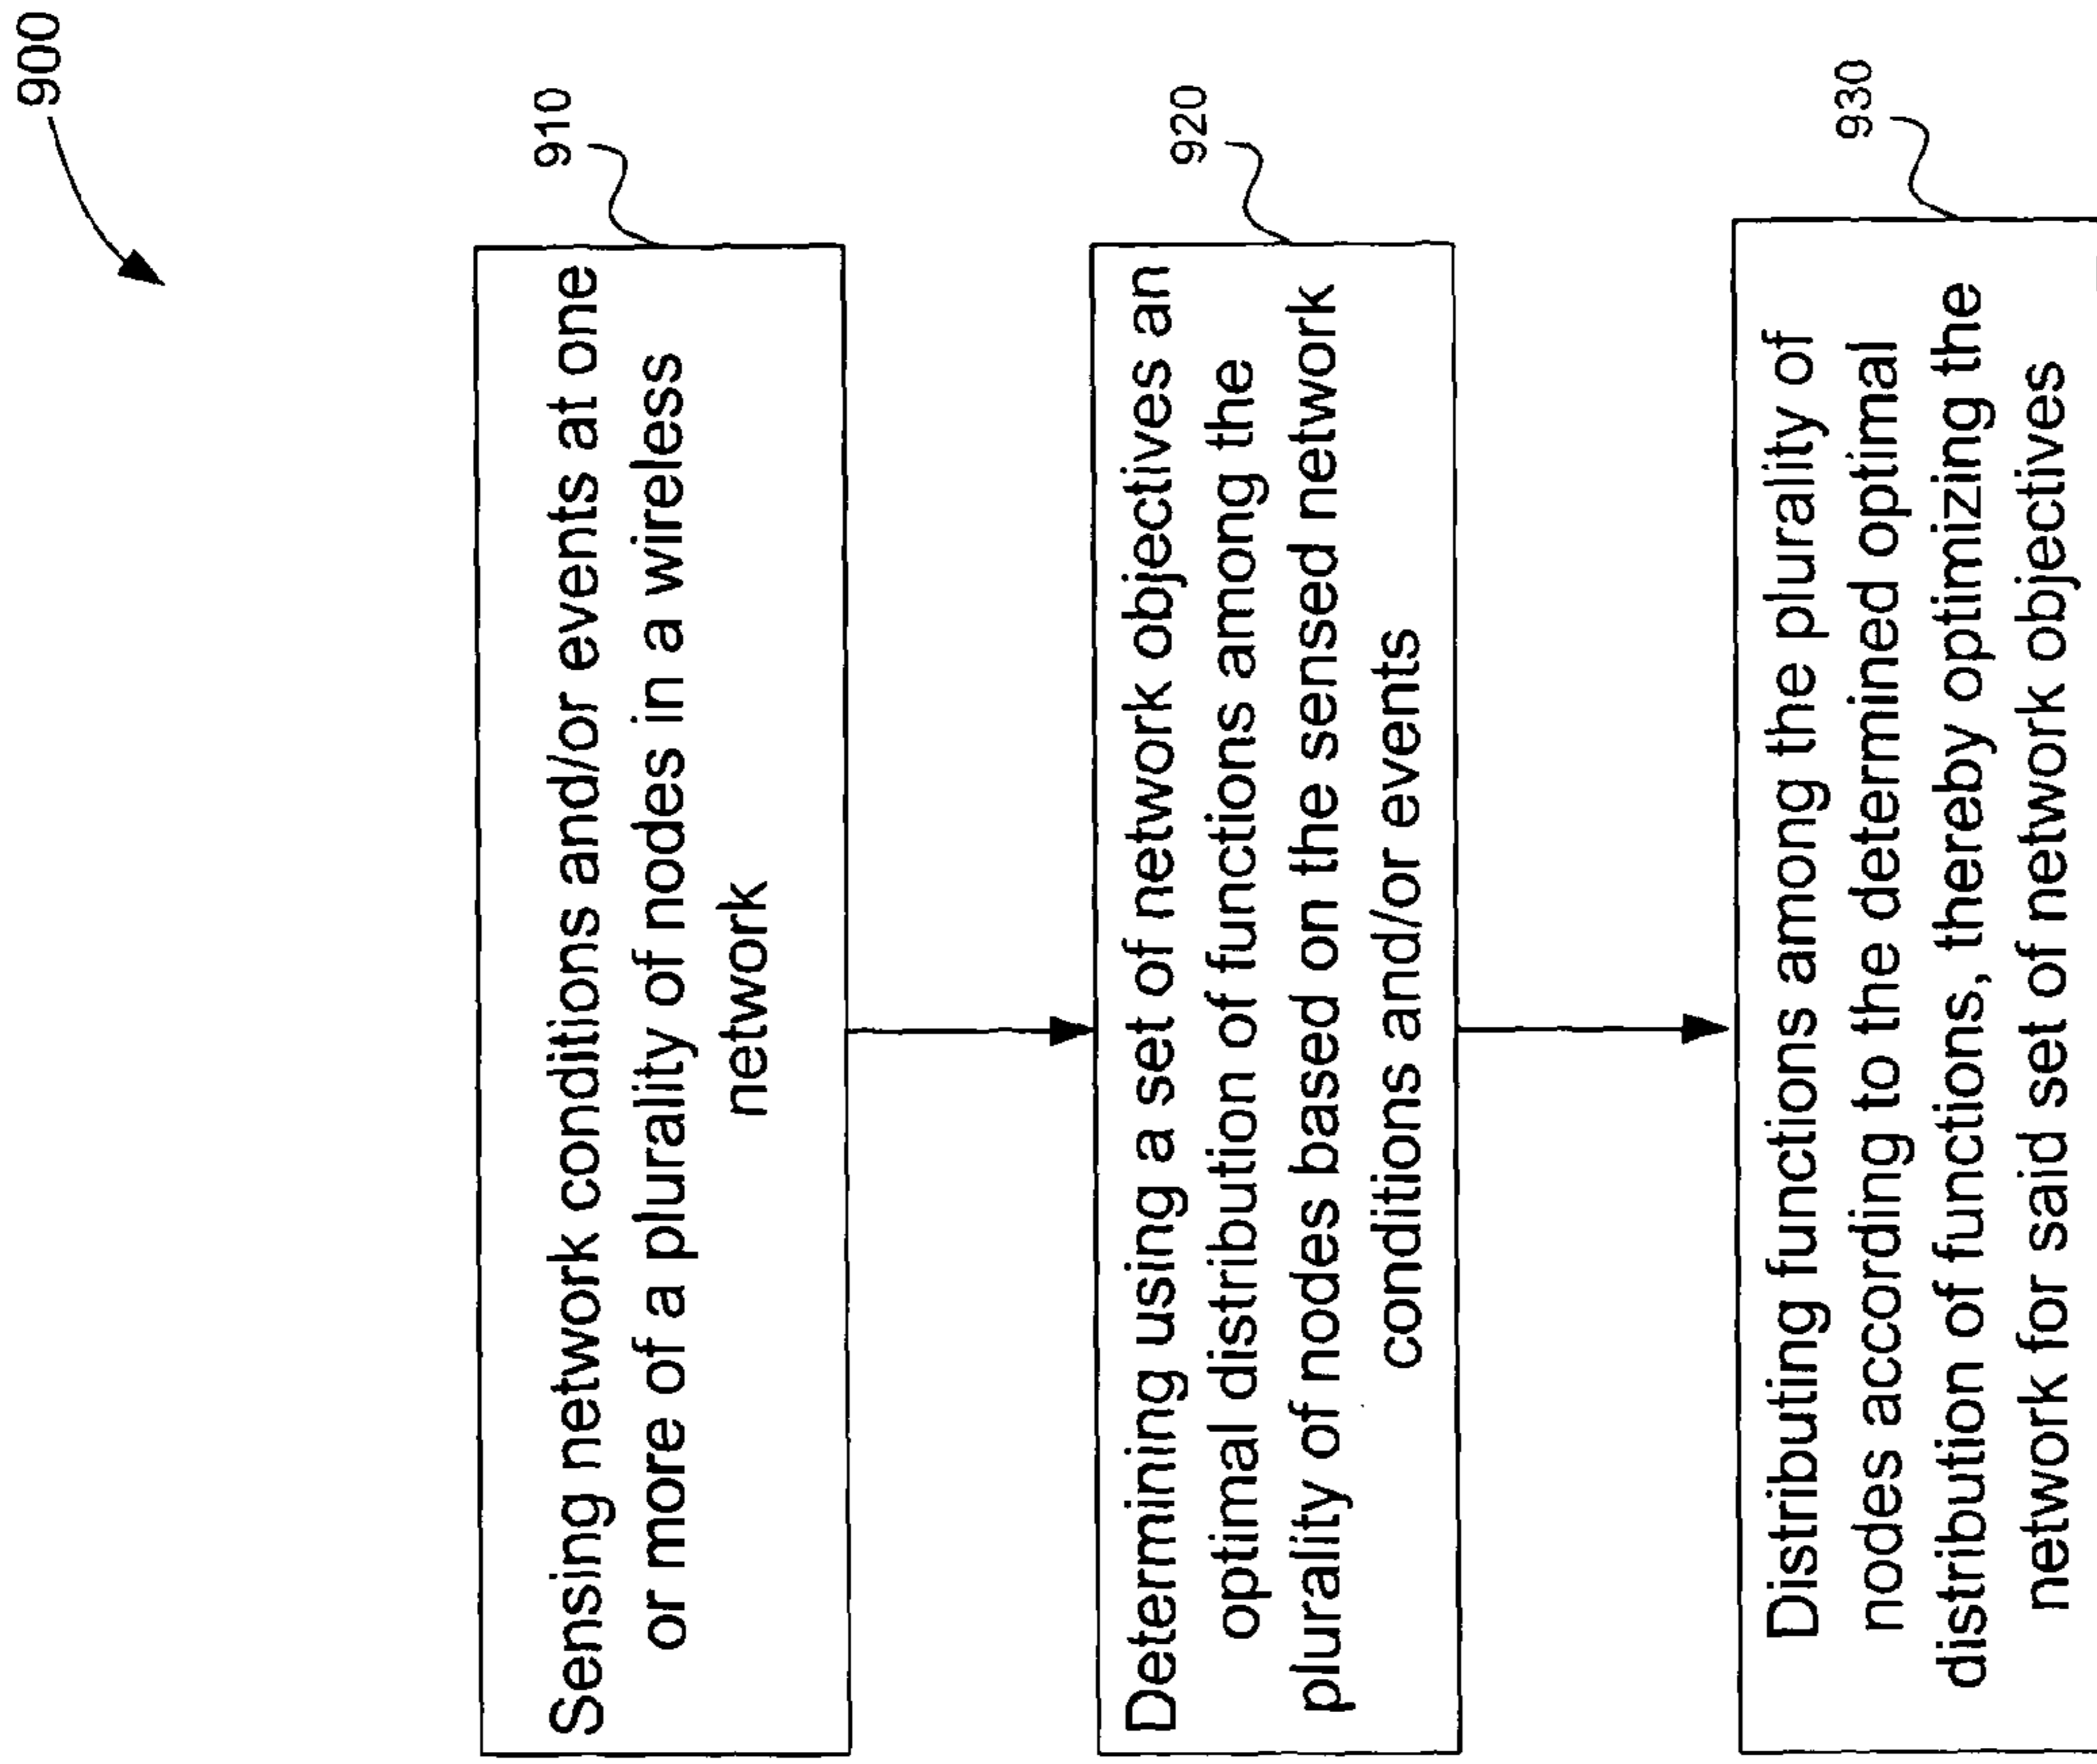 900
910
Sensing network conditions and/or events at one
or more of a plurality of nodes in a wireless
network
920
Determining using a set of network objectives an
optimal distribution of functions among the
plurality of nodes based on the sensed network
conditions and/or events
930
Distributing functions among the plurality of
nodes according to the determined optimal
distribution of functions, thereby optimizing the
network for said set of network objectives